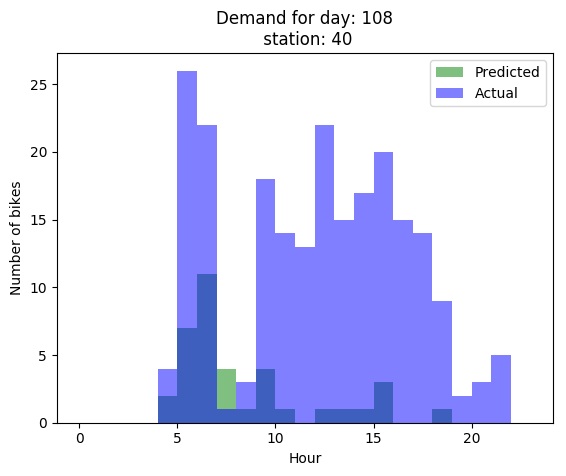 Demand for day: 108
station: 40
Predicted
Actual
Number of bikes
25
20
15
10
5
0
0
5
10
15
20
Hour